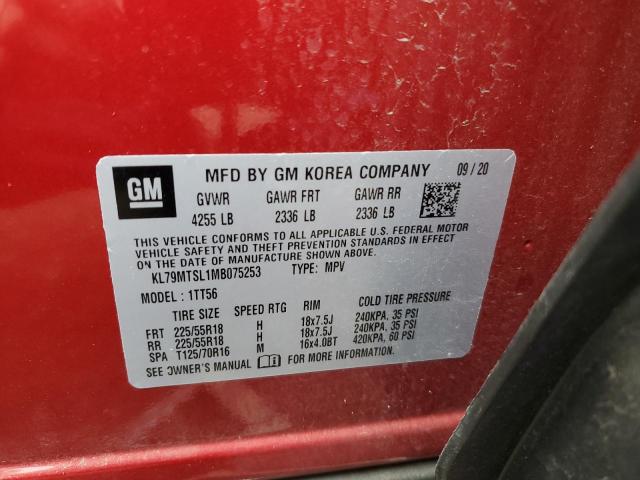 GM
MFD BY GM KOREA COMPANY 09 / 20
GVWR GAWR FRT GAWR RR
4255 LB 2336 LB 2336 LB
THIS VEHICLE CONFORMS TO ALL APPLICABLE U.S. FEDERAL MOTOR
VEHICLE SAFETY AND THEFT PREVENTION STANDARDS IN EFFECT
ON THE DATE OF MANUFACTURE SHOWN ABOVE.
KL79MTSL1MB075253 TYPE: MPV
MODEL : 1TT56
TIRE SIZE SPEED RTG RIM COLD TIRE PRESSURE
FRT 225/55R18 H 18x7.5J 240KPA, 35 PSI
RR 225/55R18 H 18x7.5J 240KPA, 35 PSI
SPA T125/70R16 M 16x4.0BT 420KPA, 60 PSI
SEE OWNER'S MANUAL FOR MORE INFORMATION.